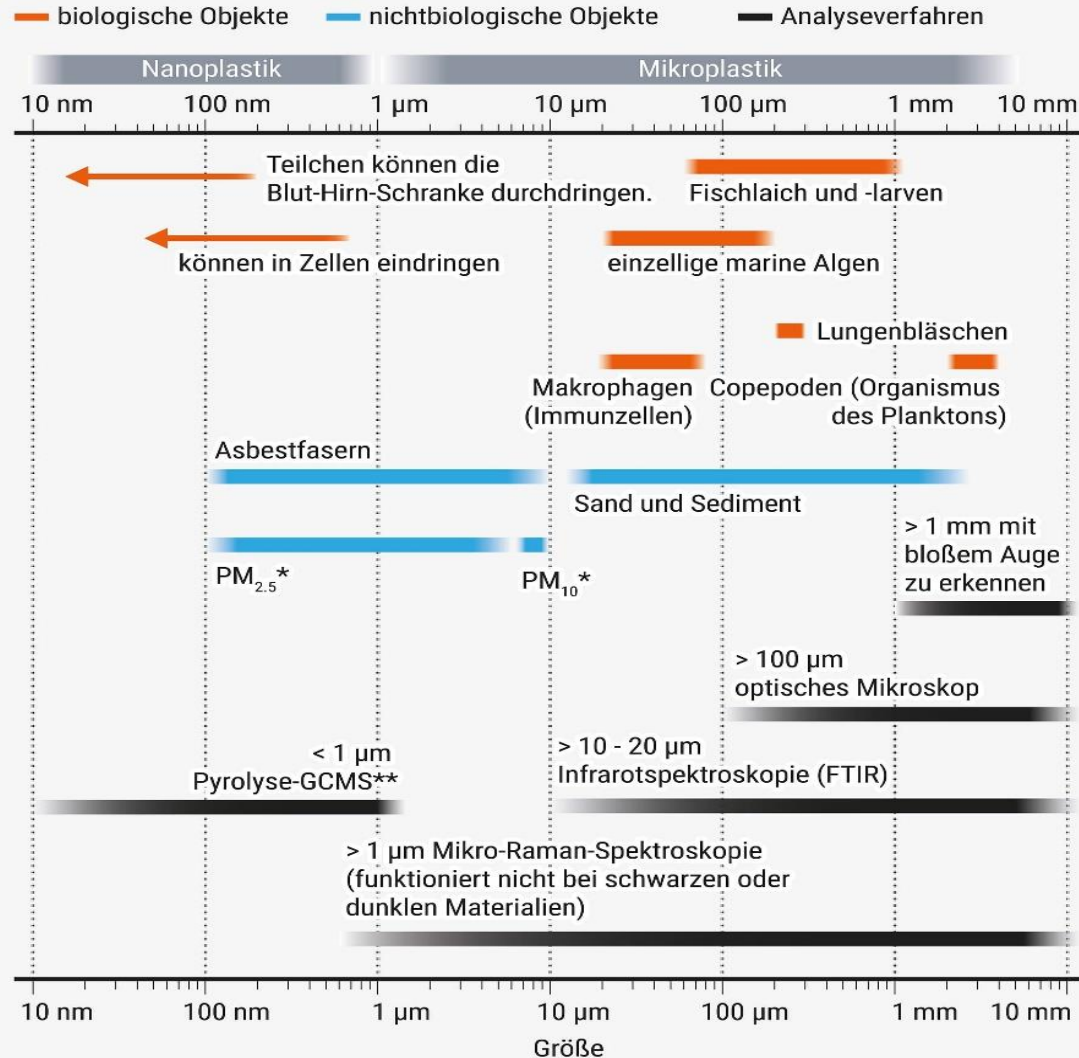 biologische Objekte
nichtbiologische Objekte
Analyseverfahren
Nanoplastik
Mikroplastik
10 nm 100 nm 1 µm 10 µm 100 µm 1 mm 10 mm
Teilchen können die
Blut-Hirn-Schranke durchdringen.
Fischlaich und -larven
können in Zellen eindringen
einzellige marine Algen
Lungenbläschen
Makrophagen
(Immunzellen)
Copepoden (Organismus
des Planktons)
Asbestfasern
Sand und Sediment
PM2.5*
PM10*
> 1 mm mit
bloßem Auge
zu erkennen
> 100 µm
optisches Mikroskop
< 1 µm
Pyrolyse-GCMS**
> 10 - 20 µm
Infrarotspektroskopie (FTIR)
> 1 µm Mikro-Raman-Spektroskopie
(funktioniert nicht bei schwarzen oder
dunklen Materialien)
10 nm 100 nm 1 µm 10 µm 100 µm 1 mm 10 mm
Größe